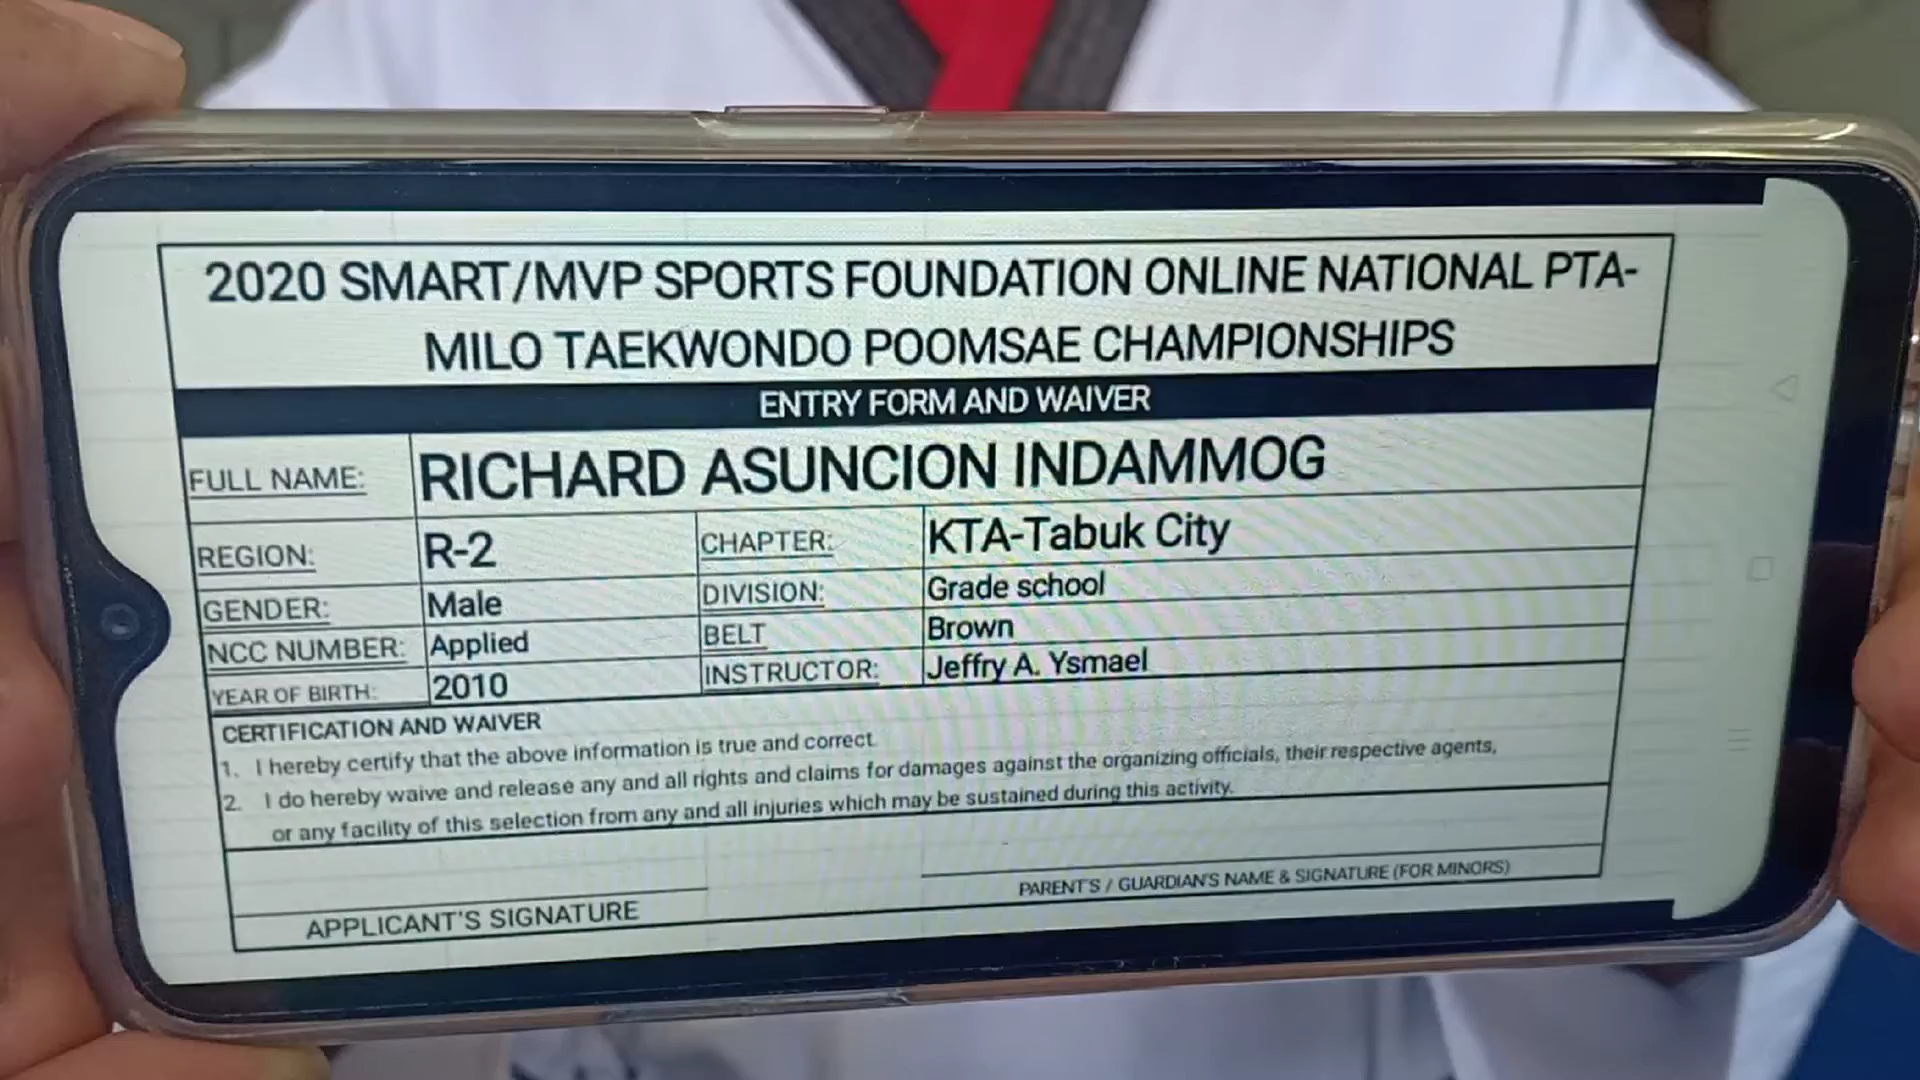 2020 SMART/MVP SPORTS FOUNDATION ONLINE NATIONAL PTA-
MILO TAEKWONDO POOMSAE CHAMPIONSHIPS
ENTRY FORM AND WAIVER
FULL NAME: RICHARD ASUNCION INDAMMOG
REGION: R-2 CHAPTER: KTA-Tabuk City
GENDER: Male DIVISION: Grade school
NCC NUMBER: Applied BELT Brown
YEAR OF BIRTH: 2010 INSTRUCTOR: Jeffry A. Ysmael
CERTIFICATION AND WAIVER
1. I hereby certify that the above information is true and correct.
2. I do hereby waive and release any and all rights and claims for damages against the organizing officials, their respective agents,
or any facility of this selection from any and all injuries which may be sustained during this activity.
APPLICANT'S SIGNATURE PARENT'S / GUARDIAN'S NAME & SIGNATURE (FOR MINORS)